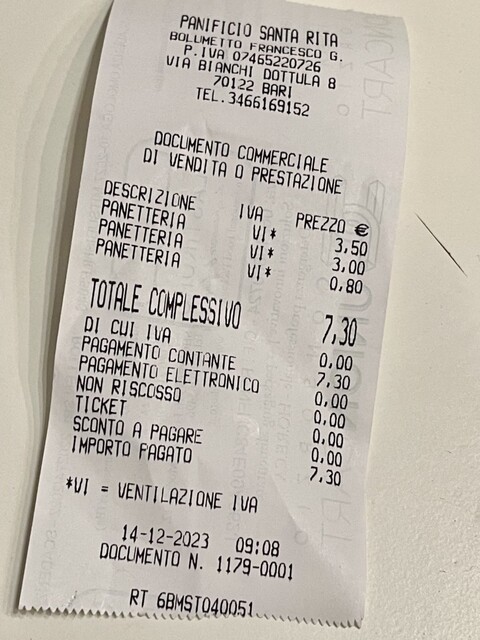 PANIFICIO SANTA RITA
BOLUMETTO FRANCESCO G.
P.IVA 07465220726
VIA BIANCHI DOTTULA 8
70122 BARI
TEL.3466169152
DOCUMENTO COMMERCIALE
DI VENDITA O PRESTAZIONE
DESCRIZIONE IVA PREZZO €
PANETTERIA VI* 3,50
PANETTERIA VI* 3,00
PANETTERIA VI* 0,80
TOTALE COMPLESSIVO 7,30
DI CUI IVA 0,00
PAGAMENTO CONTANTE 7,30
PAGAMENTO ELETTRONICO 0,00
NON RISCOSSO 0,00
TICKET 0,00
SCONTO A PAGARE 0,00
IMPORTO PAGATO 7,30
*VI = VENTILAZIONE IVA
14-12-2023 09:08
DOCUMENTO N. 1179-0001
RT 6BMST040051